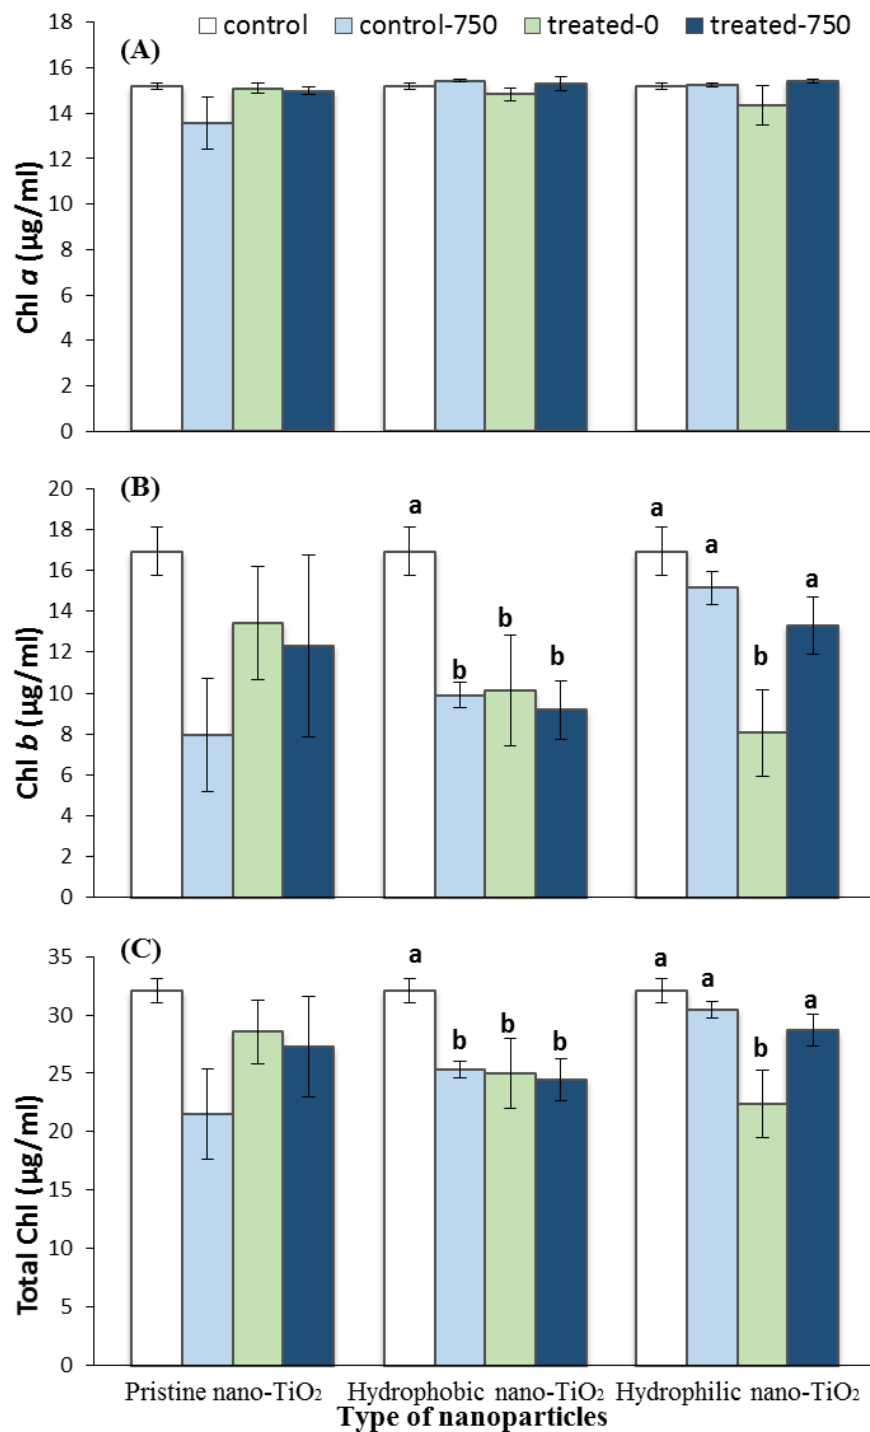 control control-750 treated-0 treated-750
(A)
18
16
14
12
10
8
6
4
2
0
Chl a (µg/ml)
(B)
20
18
16
14
12
10
8
6
4
2
0
Chl b (µg/ml)
a
b
b
b
a
a
b
a
(C)
35
30
25
20
15
10
5
0
Total Chl (µg/ml)
a
b
b
b
a
a
b
a
Pristine nano-TiO₂ Hydrophobic nano-TiO₂ Hydrophilic nano-TiO₂
Type of nanoparticles